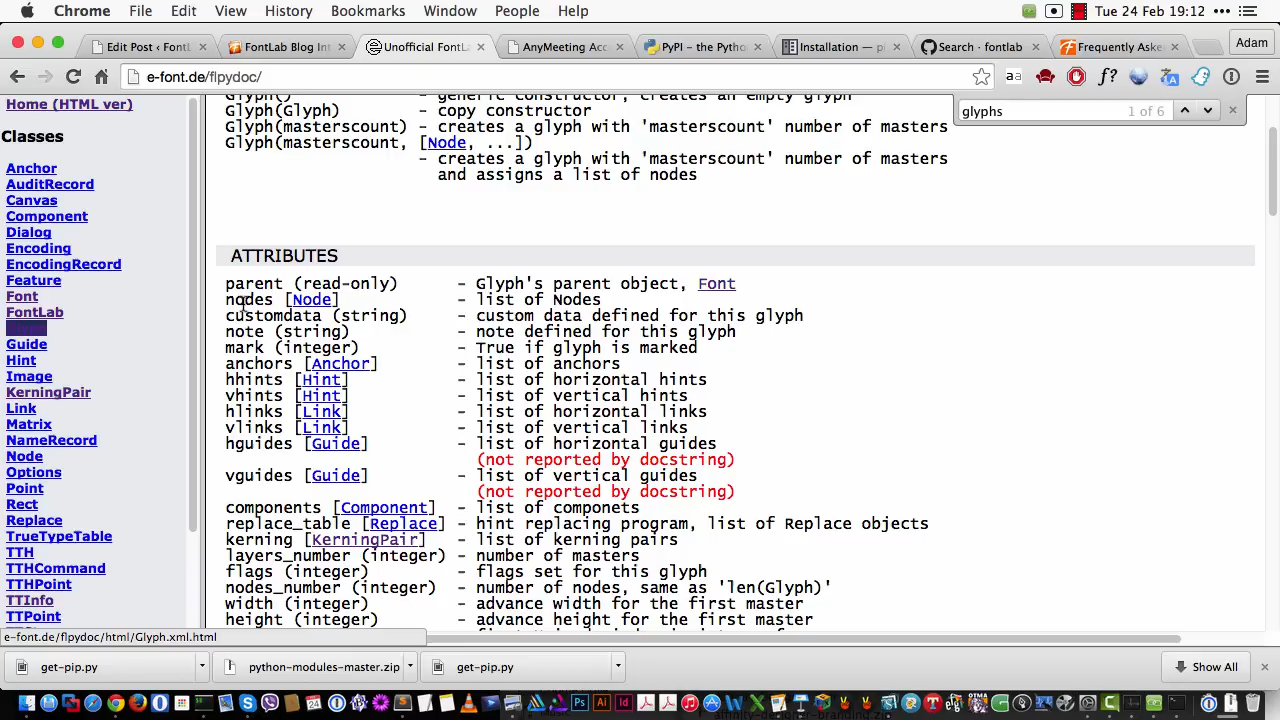 Chrome File Edit View History Bookmarks Window People Help Tue 24 Feb 19:12
Edit Post ‹ FontL
FontLab Blog Int
Unofficial FontLa
AnyMeeting Acc
PyPI – the Pytho
Installation — pi
Search · fontlab
Frequently Aske
Adam
e-font.de/flpydoc/
glyphs 1 of 6
Home (HTML ver)
Classes
Anchor
AuditRecord
Canvas
Component
Dialog
Encoding
EncodingRecord
Feature
Font
FontLab
Glyph
Guide
Hint
Image
KerningPair
Link
Matrix
NameRecord
Node
Options
Point
Rect
Replace
TrueTypeTable
TTH
TTHCommand
TTHPoint
TTInfo
TTPoint
Glyph() - generic constructor, creates an empty glyph
Glyph(Glyph) - copy constructor
Glyph(masterscount) - creates a glyph with 'masterscount' number of masters
Glyph(masterscount, [Node, ...])
- creates a glyph with 'masterscount' number of masters
and assigns a list of nodes
ATTRIBUTES
parent (read-only) - Glyph's parent object, Font
nodes [Node] - list of Nodes
customdata (string) - custom data defined for this glyph
note (string) - note defined for this glyph
mark (integer) - True if glyph is marked
anchors [Anchor] - list of anchors
hhints [Hint] - list of horizontal hints
vhints [Hint] - list of vertical hints
hlinks [Link] - list of horizontal links
vlinks [Link] - list of vertical links
hguides [Guide] - list of horizontal guides
(not reported by docstring)
vguides [Guide] - list of vertical guides
(not reported by docstring)
components [Component] - list of componets
replace_table [Replace] - hint replacing program, list of Replace objects
kerning [KerningPair] - list of kerning pairs
layers_number (integer) - number of masters
flags (integer) - flags set for this glyph
nodes_number (integer) - number of nodes, same as 'len(Glyph)'
width (integer) - advance width for the first master
height (integer) - advance height for the first master
e-font.de/flpydoc/html/Glyph.xml.html
get-pip.py
python-modules-master.zip
get-pip.py
Show All